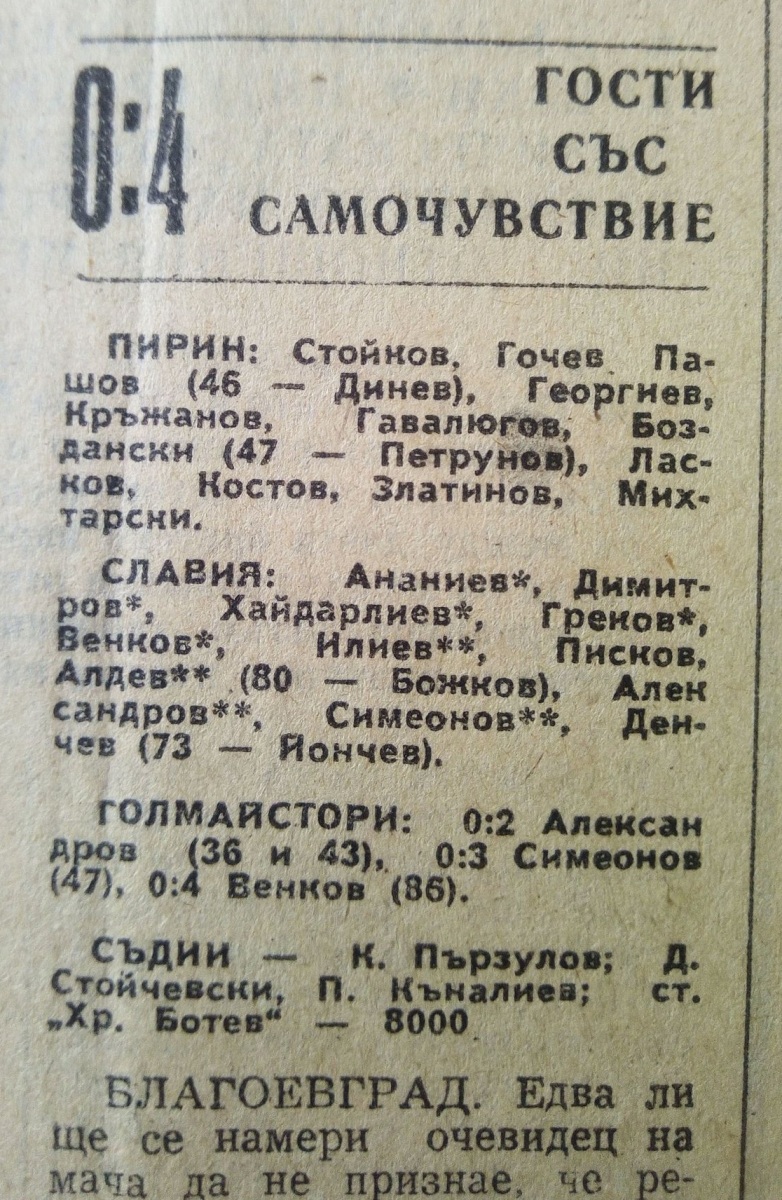 0:4
ГОСТИ
СЪС
САМОЧУВСТВИЕ
ПИРИН: Стойков, Гочев Па-
шов (46 — Динев), Георгиев,
Кръжанов, Гавалюгов, Боз-
дански (47 — Петрунов), Лас-
ков, Костов, Златинов, Мих-
тарски.
СЛАВИЯ: Ананиев*, Димит-
ров*, Хайдарлиев*, Греков*,
Венков*, Илиев**, Писков,
Алдев** (80 — Божков), Алек
сандров**, Симеонов**, Ден-
чев (73 — Йончев).
ГОЛМАЙСТОРИ: 0:2 Алексан
дров (36 и 43), 0:3 Симеонов
(47), 0:4 Венков (86).
СЪДИИ — К. Пързулов; Д.
Стойчевски, П. Къналиев; ст.
„Хр. Ботев“ — 8000
БЛАГОЕВГРАД. Едва ли
ще се намери очевидец на
мача да не признае, че ре-